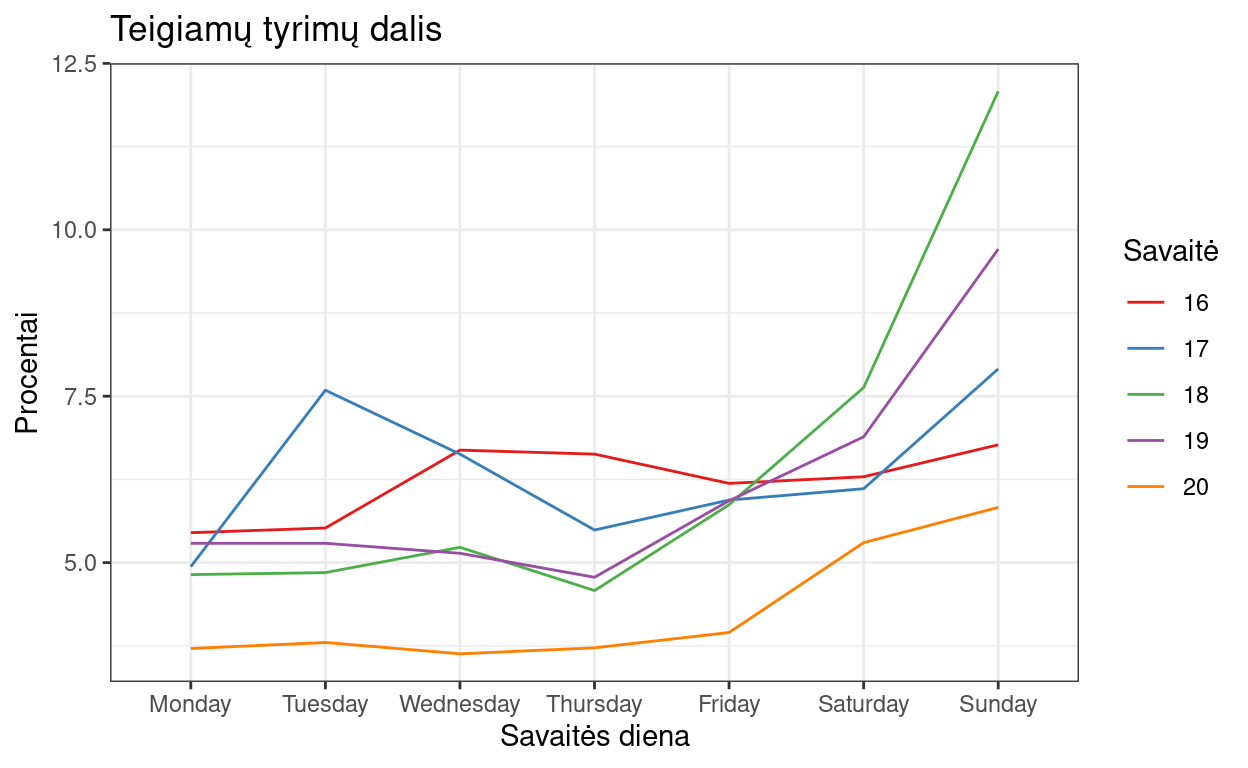 Teigiamų tyrimų dalis
Procentai
12.5
10.0
7.5
5.0
Monday Tuesday Wednesday Thursday Friday Saturday Sunday
Savaitės diena
Savaitė
16
17
18
19
20